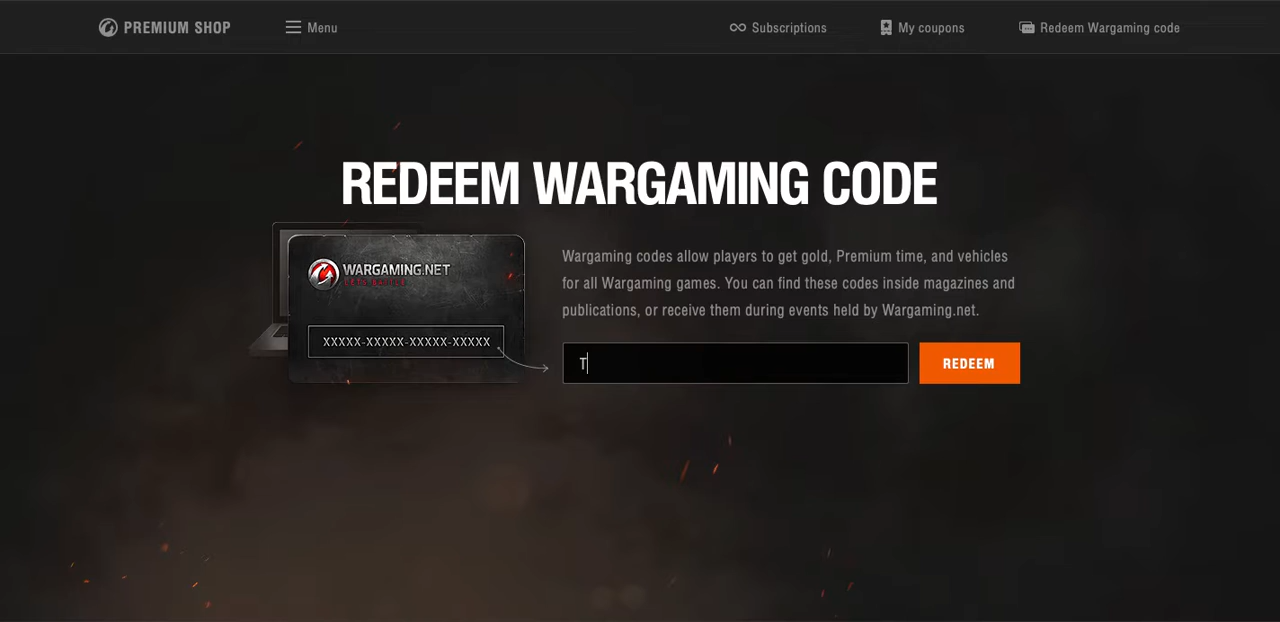 PREMIUM SHOP
Menu
Subscriptions
My coupons
Redeem Wargaming code
REDEEM WARGAMING CODE
WARGAMING.NET
LET'S BATTLE
XXXXX-XXXXX-XXXXX-XXXXX
Wargaming codes allow players to get gold, Premium time, and vehicles
for all Wargaming games. You can find these codes inside magazines and
publications, or receive them during events held by Wargaming.net.
T
REDEEM